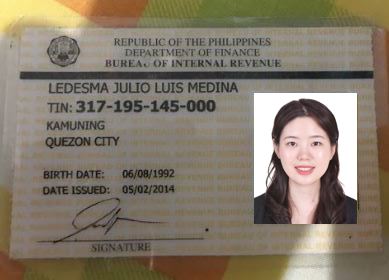 REPUBLIC OF THE PHILIPPINES
DEPARTMENT OF FINANCE
BUREAU OF INTERNAL REVENUE
LEDESMA JULIO LUIS MEDINA
TIN: 317-195-145-000
KAMUNING
QUEZON CITY
BIRTH DATE: 06/08/1992
DATE ISSUED: 05/02/2014
SIGNATURE